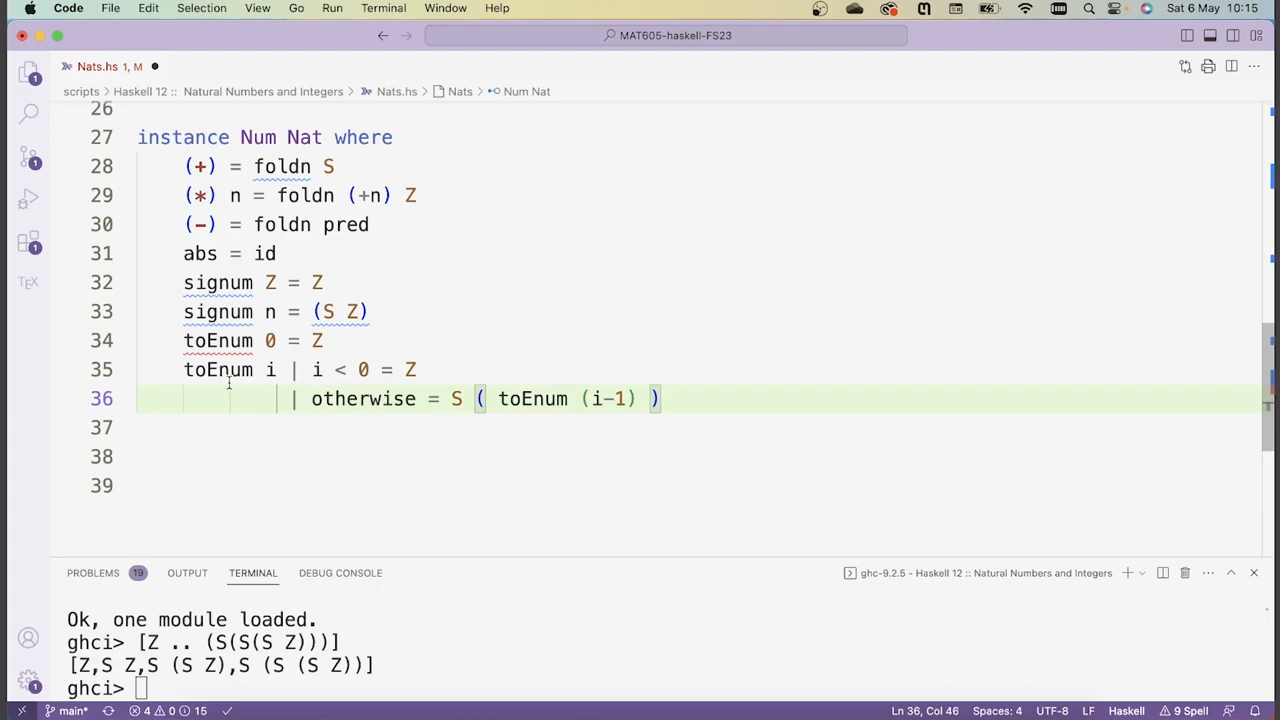 Code File Edit Selection View Go Run Terminal Window Help Sat 6 May 10:15
MAT605-haskell-FS23
Nats.hs 1, M
scripts > Haskell 12 :: Natural Numbers and Integers > Nats.hs > Nats > Num Nat
26
27 instance Num Nat where
28 (+) = foldn S
29 (*) n = foldn (+n) Z
30 (-) = foldn pred
31 abs = id
32 signum Z = Z
33 signum n = (S Z)
34 toEnum 0 = Z
35 toEnum i | i < 0 = Z
36 | otherwise = S ( toEnum (i-1) )
37
38
39
1
1
1
TEX
1
PROBLEMS 19 OUTPUT TERMINAL DEBUG CONSOLE ghc-9.2.5 - Haskell 12 :: Natural Numbers and Integers
Ok, one module loaded.
ghci> [Z .. (S(S(S Z)))]
[Z,S Z,S (S Z),S (S (S Z))]
ghci>
main* 4 0 15 Ln 36, Col 46 Spaces: 4 UTF-8 LF Haskell 9 Spell